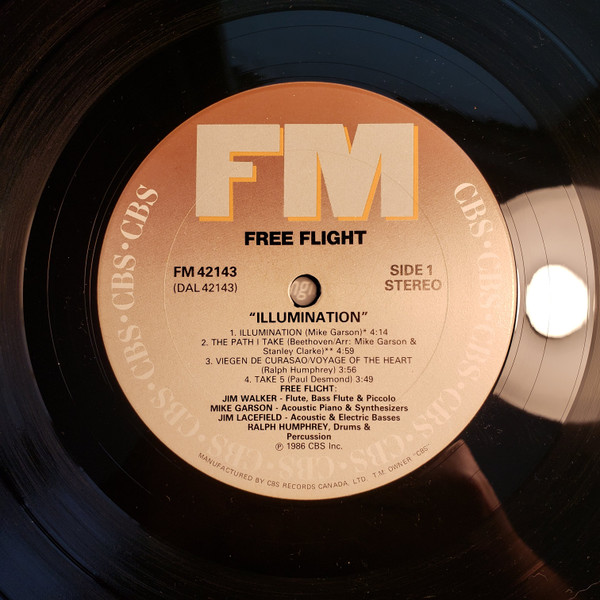 FM
FREE FLIGHT
CBS•CBS•CBS•CBS•CBS•CBS•CBS•CBS•CBS
FM 42143
(DAL 42143)
SIDE 1
STEREO
"ILLUMINATION"
1. ILLUMINATION (Mike Garson)* 4:14
2. THE PATH I TAKE (Beethoven/Arr: Mike Garson &
Stanley Clarke)** 4:59
3. VIEGEN DE CURASAO/VOYAGE OF THE HEART
(Ralph Humphrey) 3:56
4. TAKE 5 (Paul Desmond) 3:49
FREE FLIGHT:
JIM WALKER - Flute, Bass Flute & Piccolo
MIKE GARSON - Acoustic Piano & Synthesizers
JIM LACEFIELD - Acoustic & Electric Basses
RALPH HUMPHREY, Drums &
Percussion
℗ 1986 CBS Inc.
MANUFACTURED BY CBS RECORDS CANADA, LTD. T.M. OWNER "CBS"